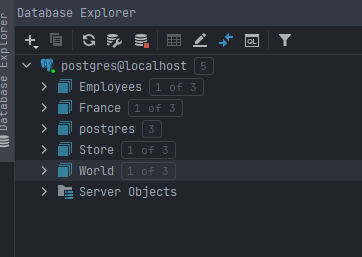 Database Explorer
Database Explorer
QL
postgres@localhost 5
Employees 1 of 3
France 1 of 3
postgres 3
Store 1 of 3
World 1 of 3
Server Objects